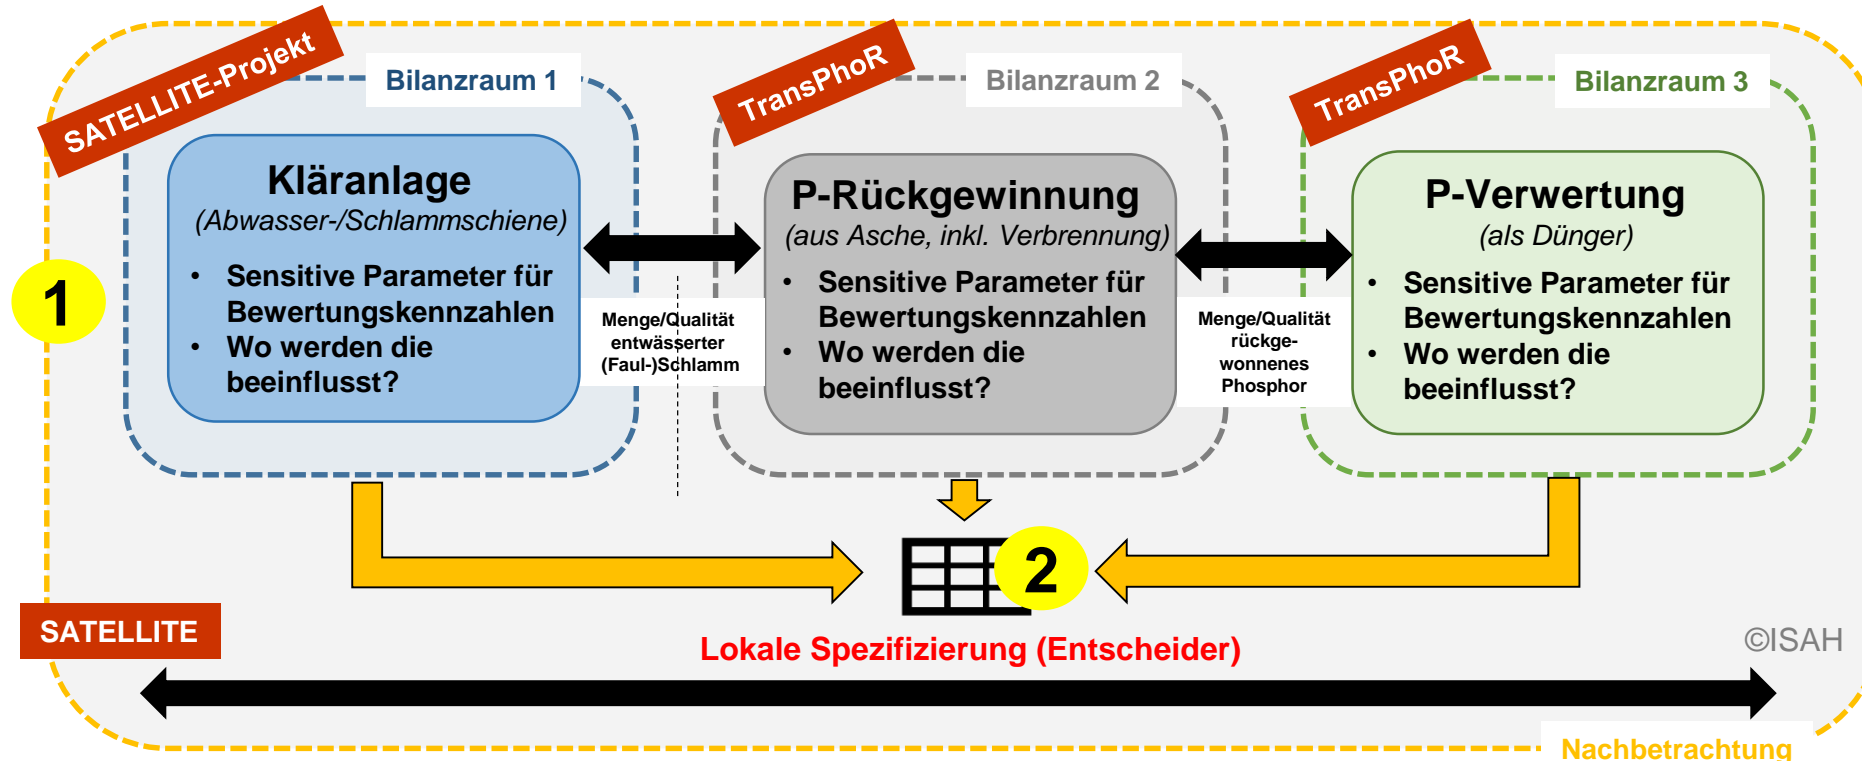 SATELLITE-Projekt
Bilanzraum 1
TransPhoR
Bilanzraum 2
TransPhoR
Bilanzraum 3
Kläranlage
(Abwasser-/Schlammschiene)
• Sensitive Parameter für
Bewertungskennzahlen
• Wo werden die
beeinflusst?
Menge/Qualität
entwässerter
(Faul-)Schlamm
P-Rückgewinnung
(aus Asche, inkl. Verbrennung)
• Sensitive Parameter für
Bewertungskennzahlen
• Wo werden die
beeinflusst?
Menge/Qualität
rückge-
wonnenes
Phosphor
P-Verwertung
(als Dünger)
• Sensitive Parameter für
Bewertungskennzahlen
• Wo werden die
beeinflusst?
1
2
SATELLITE
Lokale Spezifizierung (Entscheider)
©ISAH
Nachbetrachtung